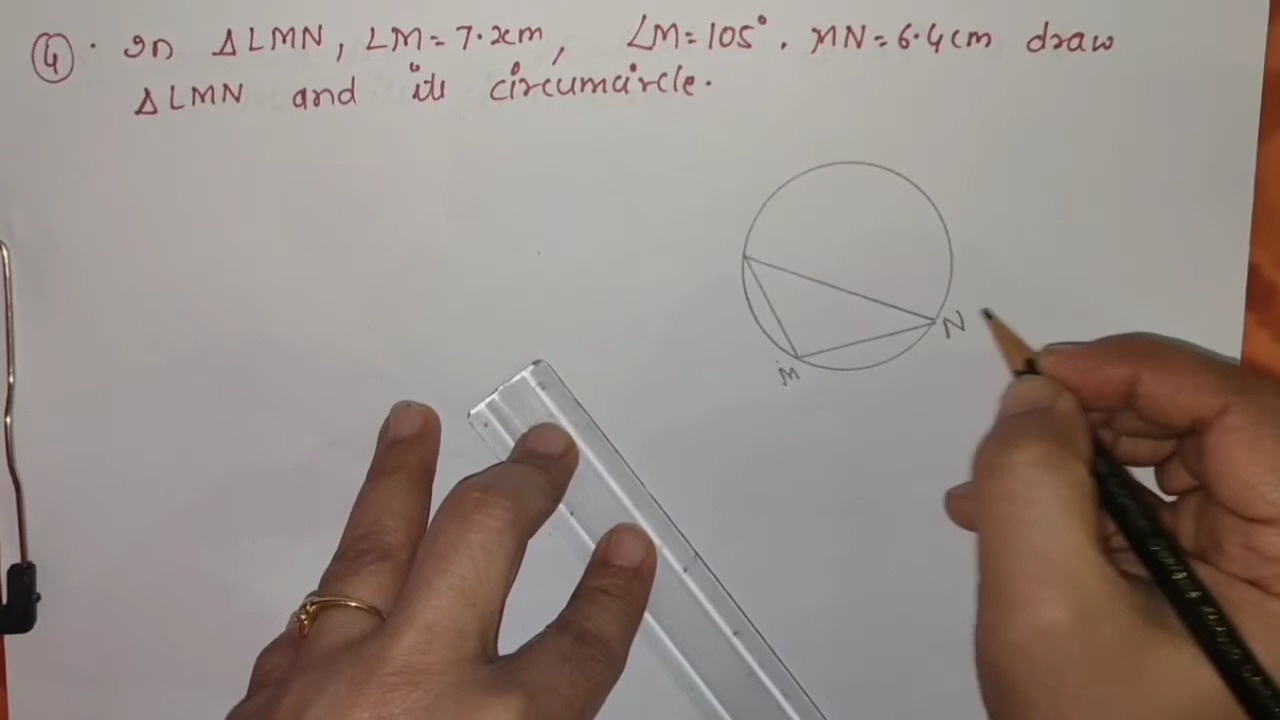 ④. In ΔLMN, LM = 7.2cm, ∠M = 105°. MN = 6.4cm draw
ΔLMN and its circumcircle.
N
M